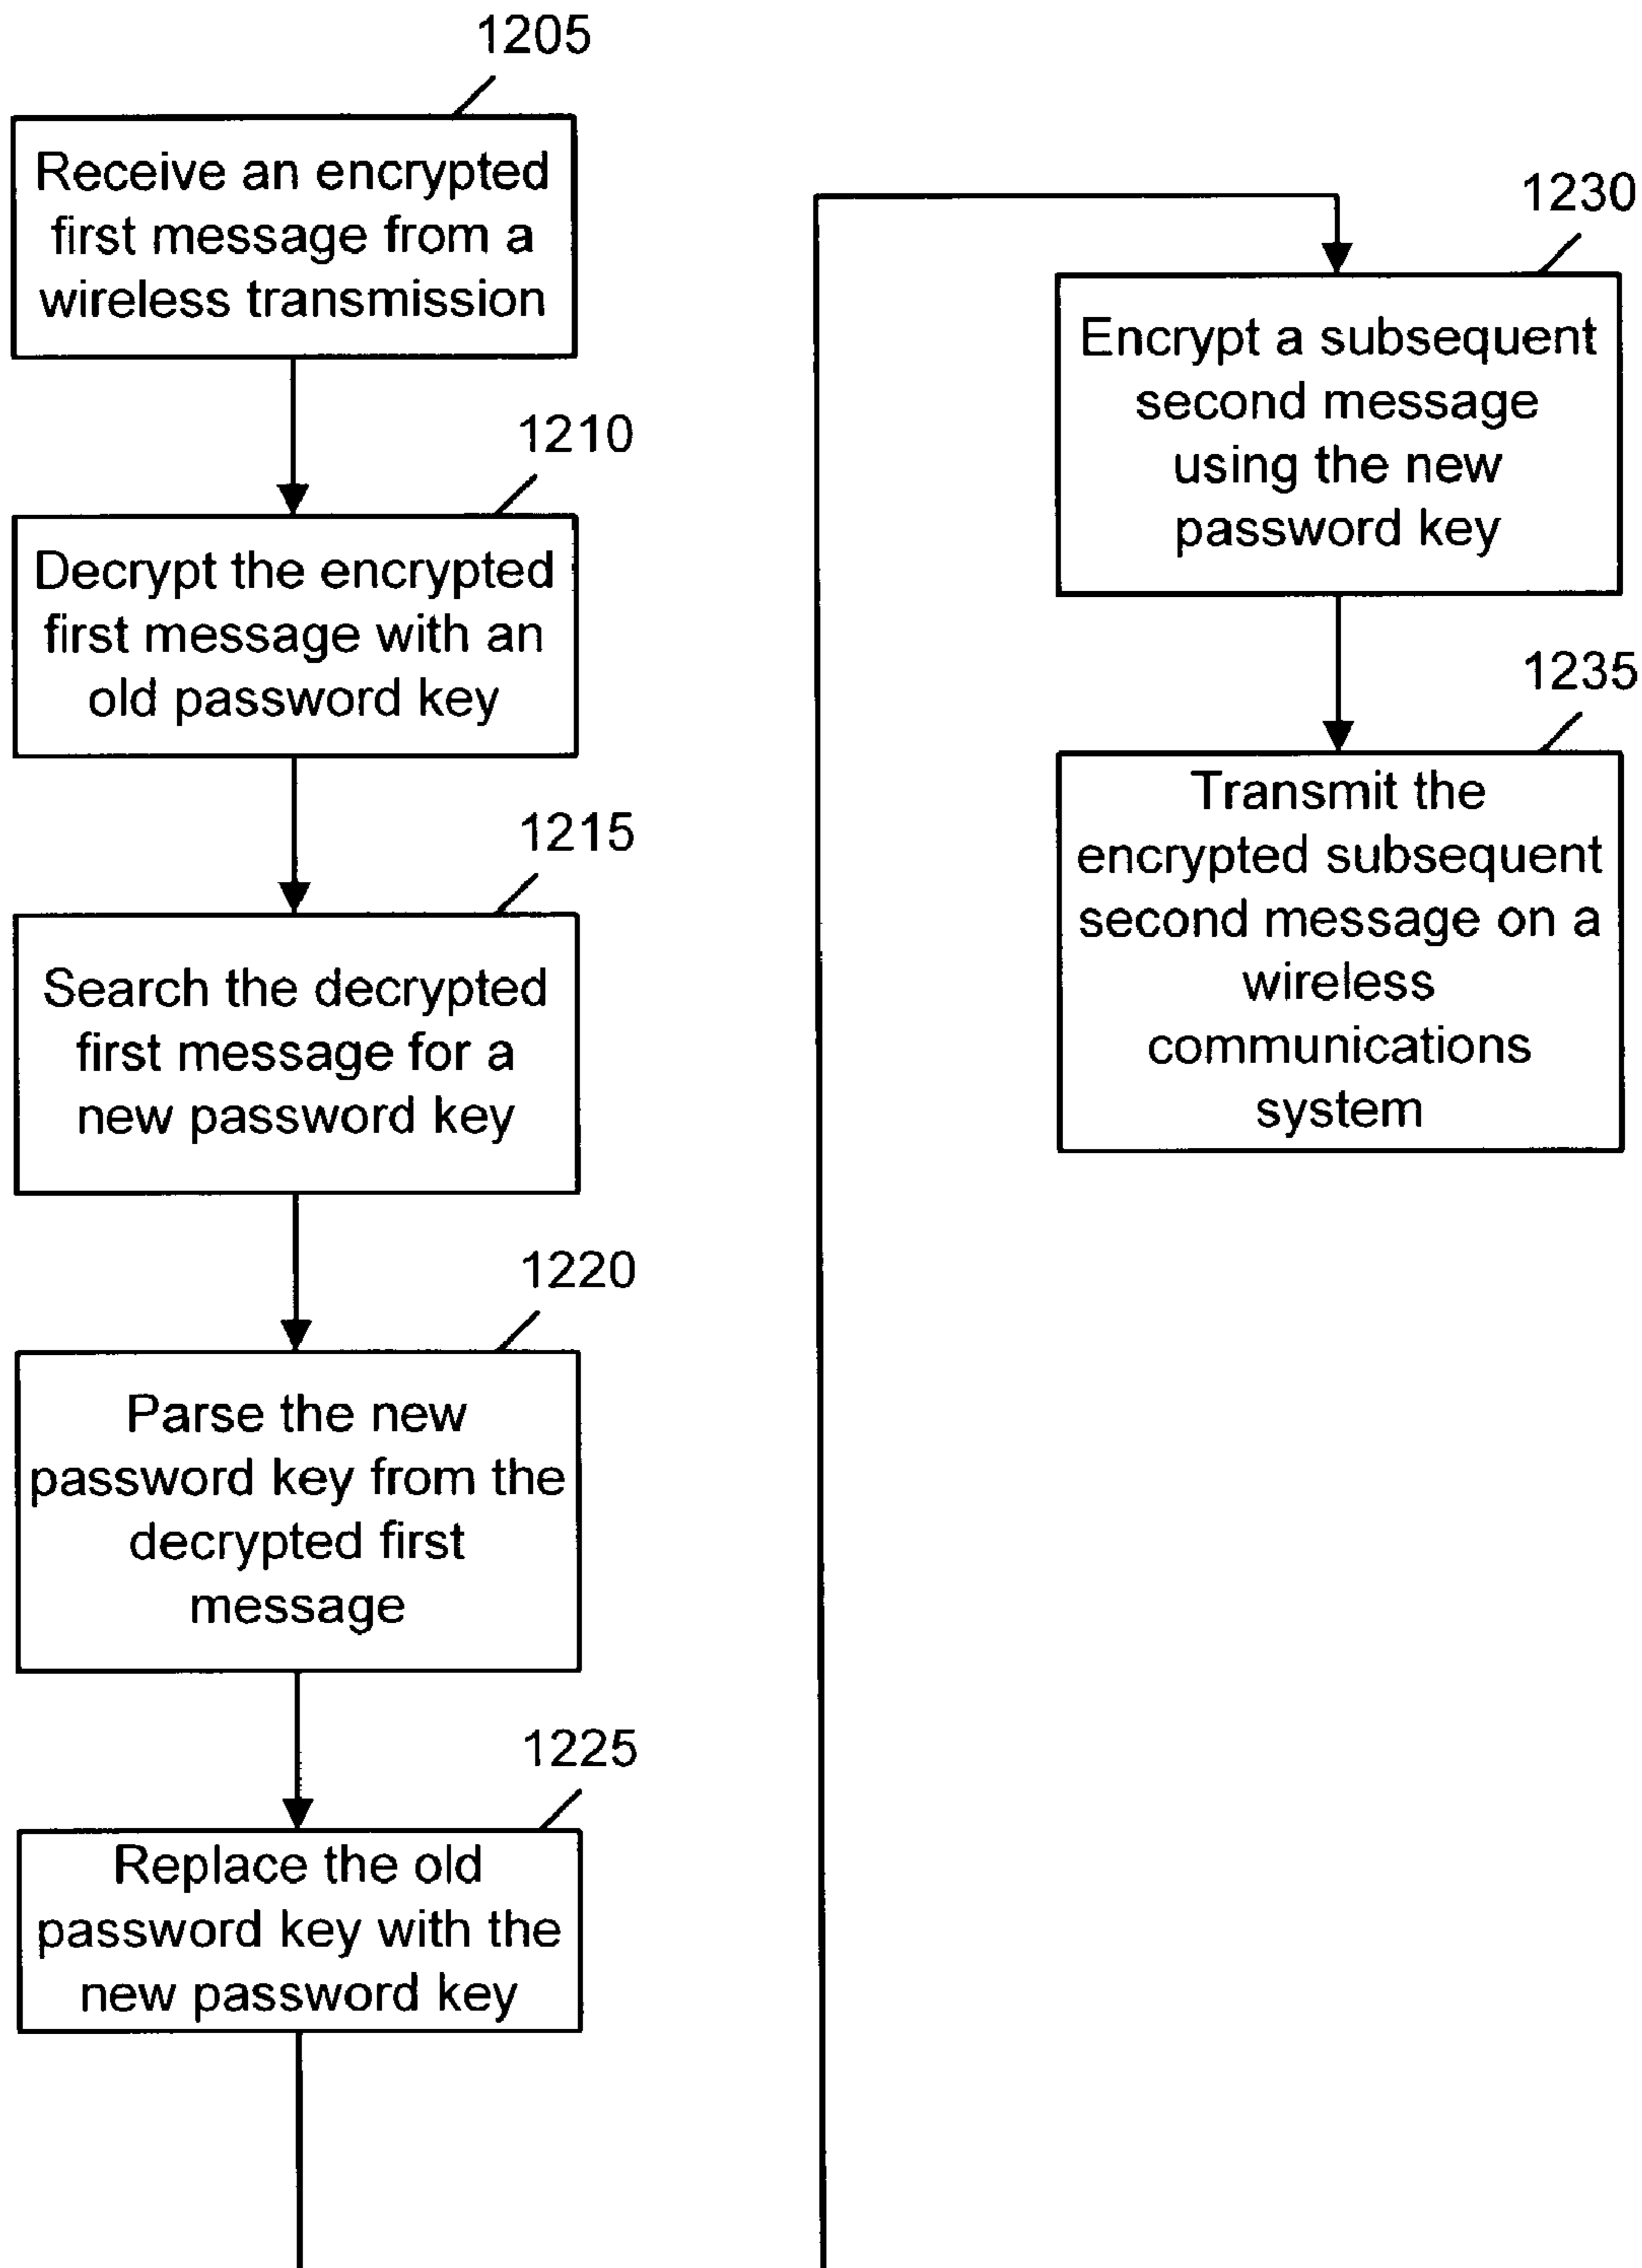 1205
Receive an encrypted
first message from a
wireless transmission
1210
Decrypt the encrypted
first message with an
old password key
1215
Search the decrypted
first message for a
new password key
1220
Parse the new
password key from the
decrypted first
message
1225
Replace the old
password key with the
new password key
1230
Encrypt a subsequent
second message
using the new
password key
1235
Transmit the
encrypted subsequent
second message on a
wireless
communications
system